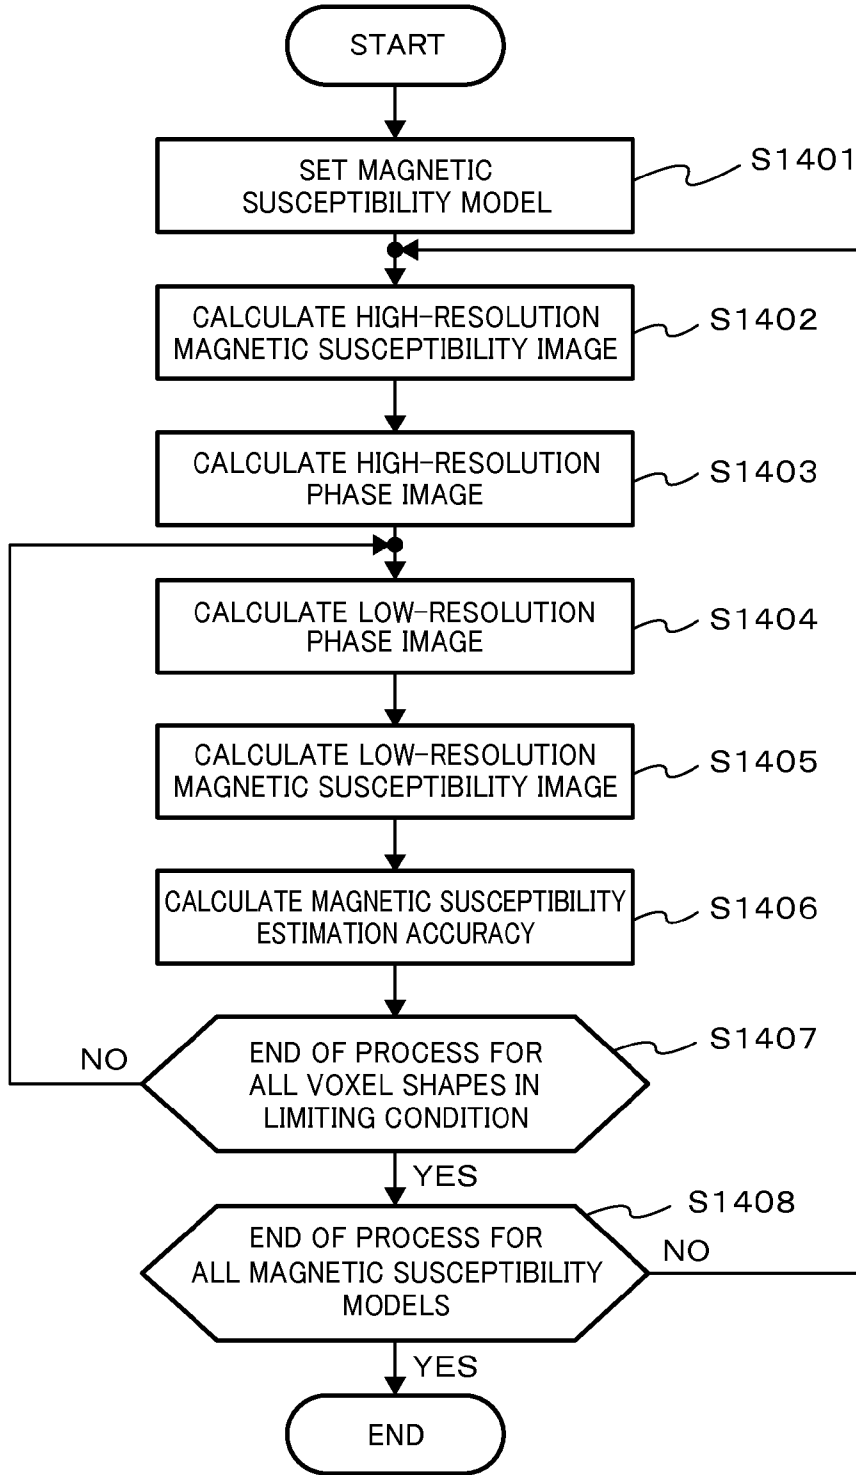 START
SET MAGNETIC
SUSCEPTIBILITY MODEL
S1401
CALCULATE HIGH-RESOLUTION
MAGNETIC SUSCEPTIBILITY IMAGE
S1402
CALCULATE HIGH-RESOLUTION
PHASE IMAGE
S1403
CALCULATE LOW-RESOLUTION
PHASE IMAGE
S1404
CALCULATE LOW-RESOLUTION
MAGNETIC SUSCEPTIBILITY IMAGE
S1405
CALCULATE MAGNETIC SUSCEPTIBILITY
ESTIMATION ACCURACY
S1406
END OF PROCESS FOR
ALL VOXEL SHAPES IN
LIMITING CONDITION
S1407
NO
YES
END OF PROCESS FOR
ALL MAGNETIC SUSCEPTIBILITY
MODELS
S1408
NO
YES
END